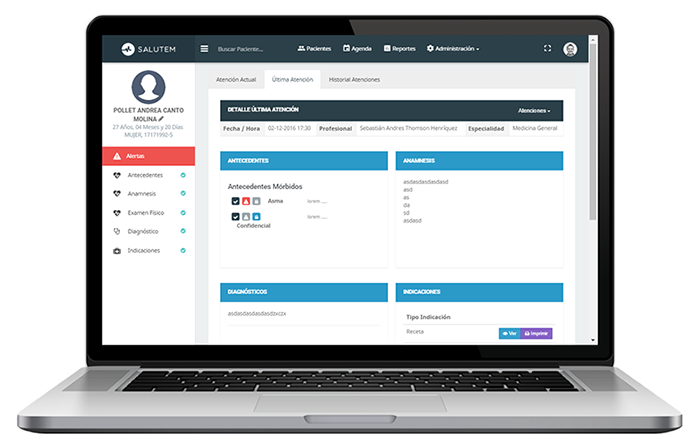 SALUTEM
Buscar Paciente...
Pacientes
Agenda
Reportes
Administración
POLLET ANDREA CANTO
MOLINA
27 Años, 04 Meses y 20 Días
MUJER, 17171992-5
Alertas
Antecedentes
Anamnesis
Examen Físico
Diagnóstico
Indicaciones
Atención Actual
Última Atención
Historial Atenciones
DETALLE ÚLTIMA ATENCIÓN
Atenciones
Fecha / Hora 02-12-2016 17:30 Profesional Sebastián Andres Thomson Henríquez Especialidad Medicina General
ANTECEDENTES
Antecedentes Mórbidos
Asma lorem ....
lorem ....
Confidencial
ANAMNESIS
asdasdasdasdasd
asd
as
da
sd
asdasd
DIAGNÓSTICOS
asdasdasdasdasdzxczx
INDICACIONES
Tipo Indicación
Receta
Ver
Imprimir